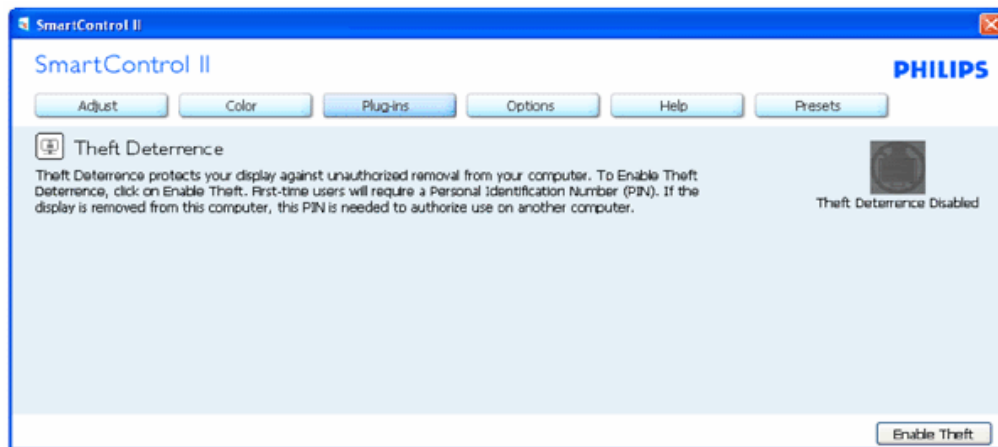 SmartControl II
SmartControl II
PHILIPS
Adjust Color Plug-ins Options Help Presets
Theft Deterrence
Theft Deterrence protects your display against unauthorized removal from your computer. To Enable Theft
Deterrence, click on Enable Theft. First-time users will require a Personal Identification Number (PIN). If the
display is removed from this computer, this PIN is needed to authorize use on another computer.
Theft Deterrence Disabled
Enable Theft